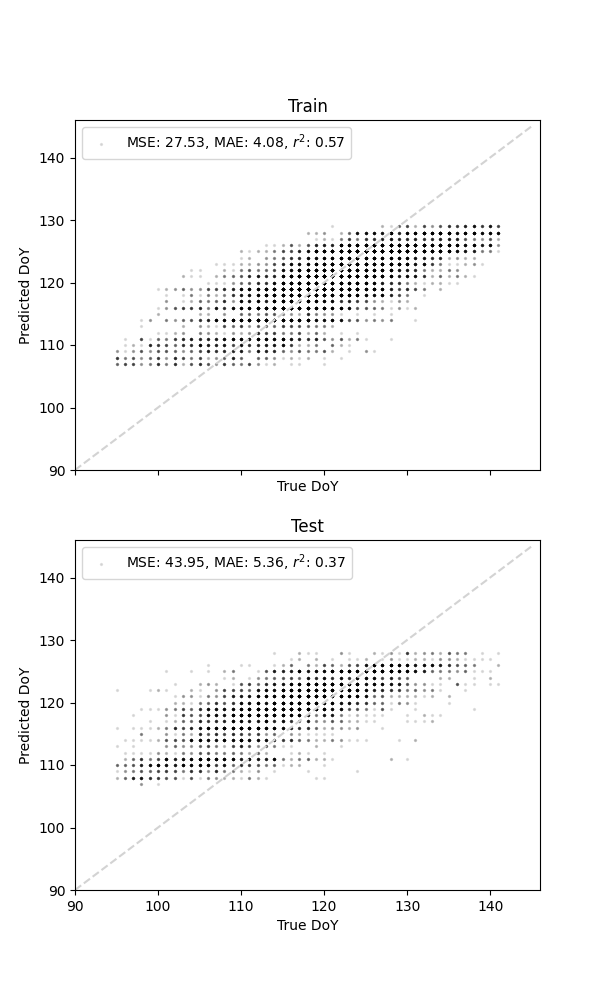 Train
MSE: 27.53, MAE: 4.08, r²: 0.57
140
130
120
110
100
90
Predicted DoY
True DoY
Test
MSE: 43.95, MAE: 5.36, r²: 0.37
140
130
120
110
100
90
Predicted DoY
90 100 110 120 130 140
True DoY